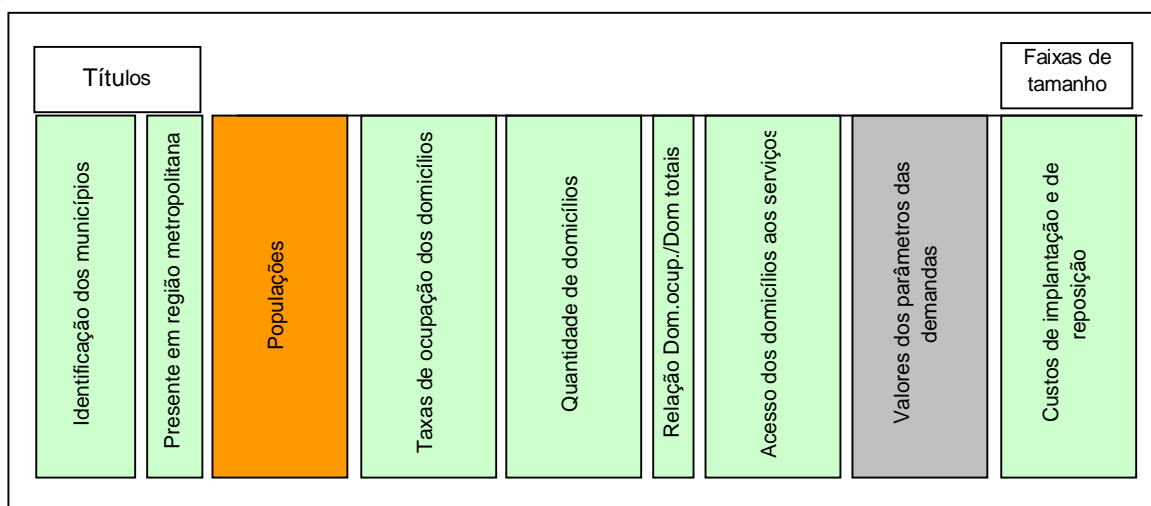 Títulos
Faixas de
tamanho
Identificação dos municípios
Presente em região metropolitana
Populações
Taxas de ocupação dos domicílios
Quantidade de domicílios
Relação Dom.ocup./Dom totais
Acesso dos domicílios aos serviços
Valores dos parâmetros das
demandas
Custos de implantação e de
reposição